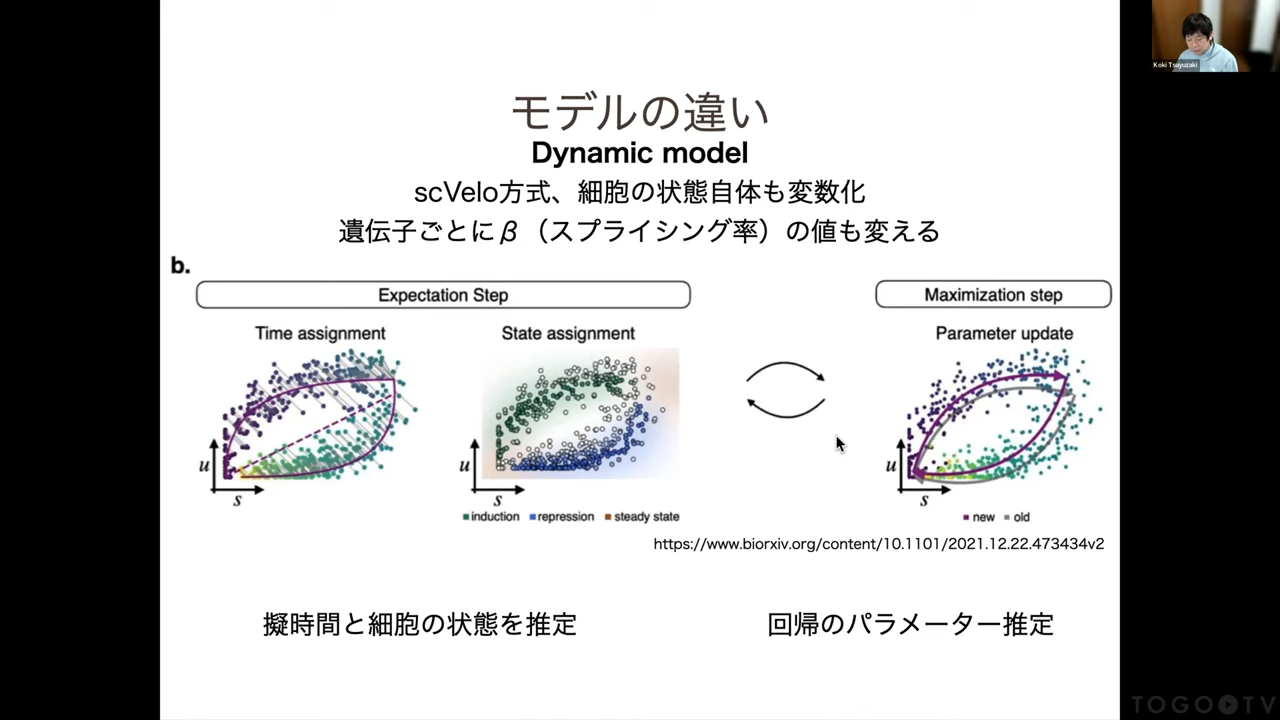 Koki Tsuyuzaki
モデルの違い
Dynamic model
scVelo方式、細胞の状態自体も変数化
遺伝子ごとにβ（スプライシング率）の値も変える
b.
Expectation Step
Maximization step
Time assignment
State assignment
Parameter update
u
s
u
s
u
s
induction repression steady state
new old
https://www.biorxiv.org/content/10.1101/2021.12.22.473434v2
擬時間と細胞の状態を推定
回帰のパラメーター推定
TOGOTV